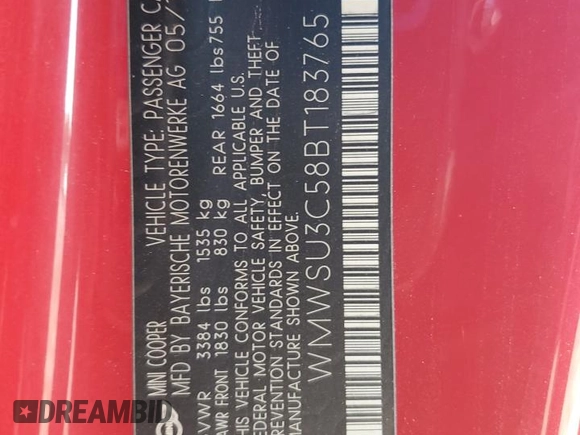 MINI COOPER VEHICLE TYPE: PASSENGER
MFD BY BAYERISCHE MOTORENWERKE AG 05/
GVWR 3384 lbs 1535 kg
GAWR FRONT 1830 lbs 830 kg REAR 1664 lbs 755
THIS VEHICLE CONFORMS TO ALL APPLICABLE U.S.
FEDERAL MOTOR VEHICLE SAFETY, BUMPER AND THEFT
PREVENTION STANDARDS IN EFFECT ON THE DATE OF
MANUFACTURE SHOWN ABOVE.
WMWSU3C58BT183765
DREAMBID